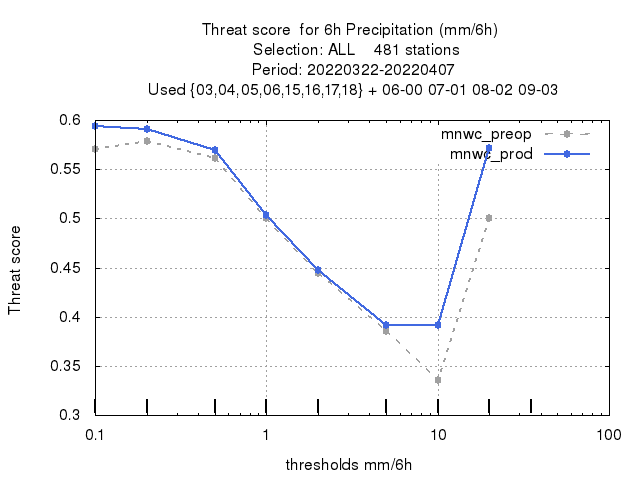 Threat score  for 6h Precipitation (mm/6h)
Selection: ALL    481 stations
Period: 20220322-20220407
Used {03,04,05,06,15,16,17,18} + 06-00 07-01 08-02 09-03
mnwc_preop
mnwc_prod
0.6
0.55
0.5
0.45
0.4
0.35
0.3
Threat score
0.1 1 10 100
thresholds mm/6h